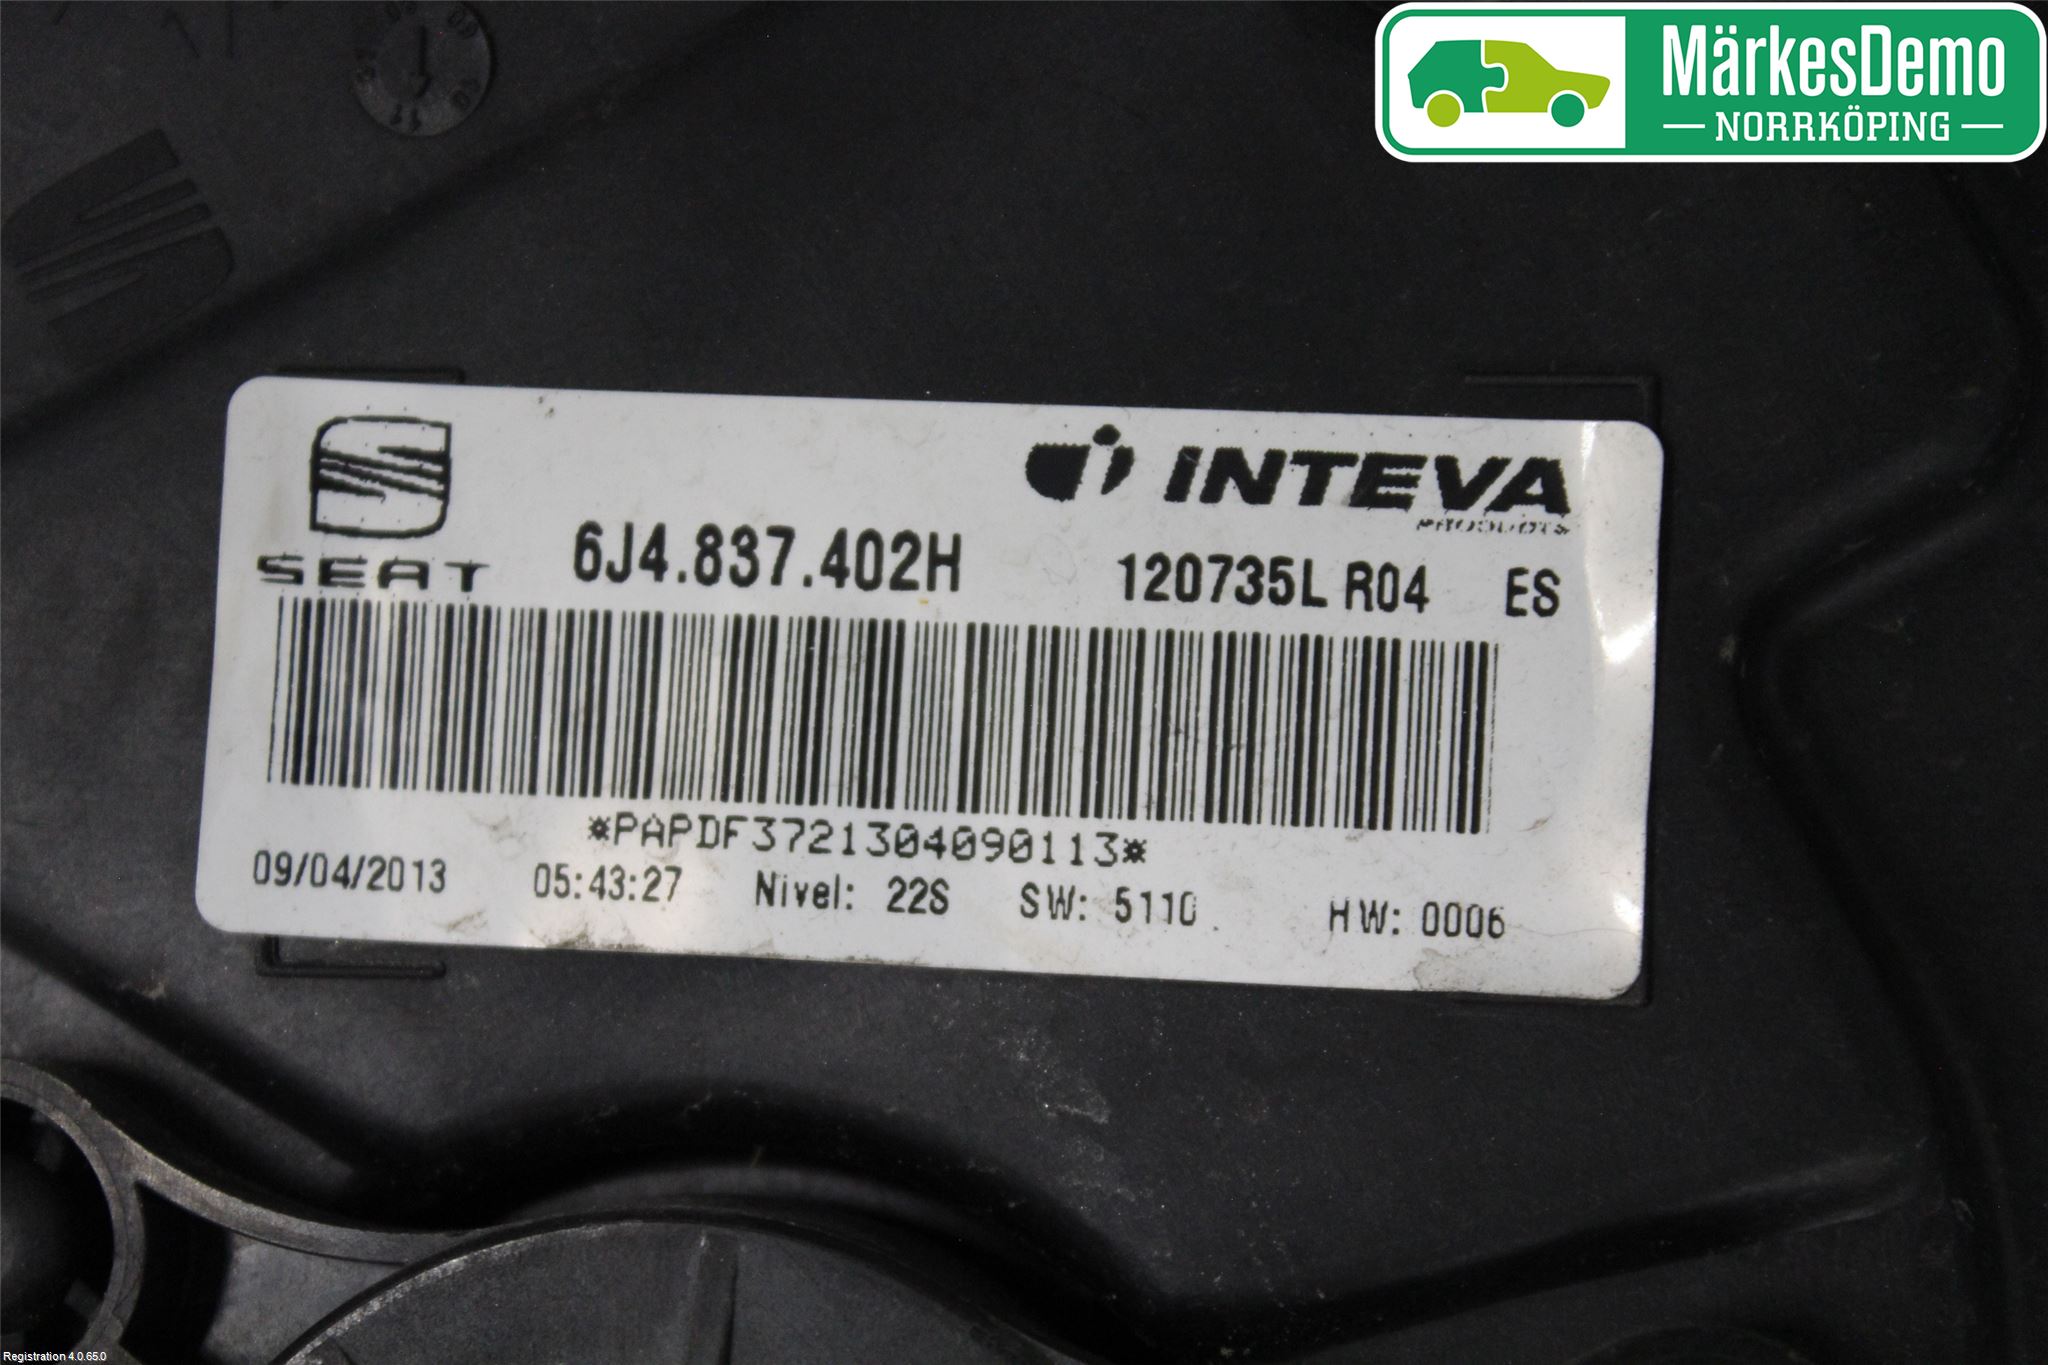 MärkesDemo
NORRKÖPING
INTEVA
PRODUCTS
SEAT
6J4.837.402H
120735L R04 ES
*PAPDF3721304090113*
09/04/2013 05:43:27 Nivel: 22S SW: 5110 HW: 0006
Registration 4.0.65.0